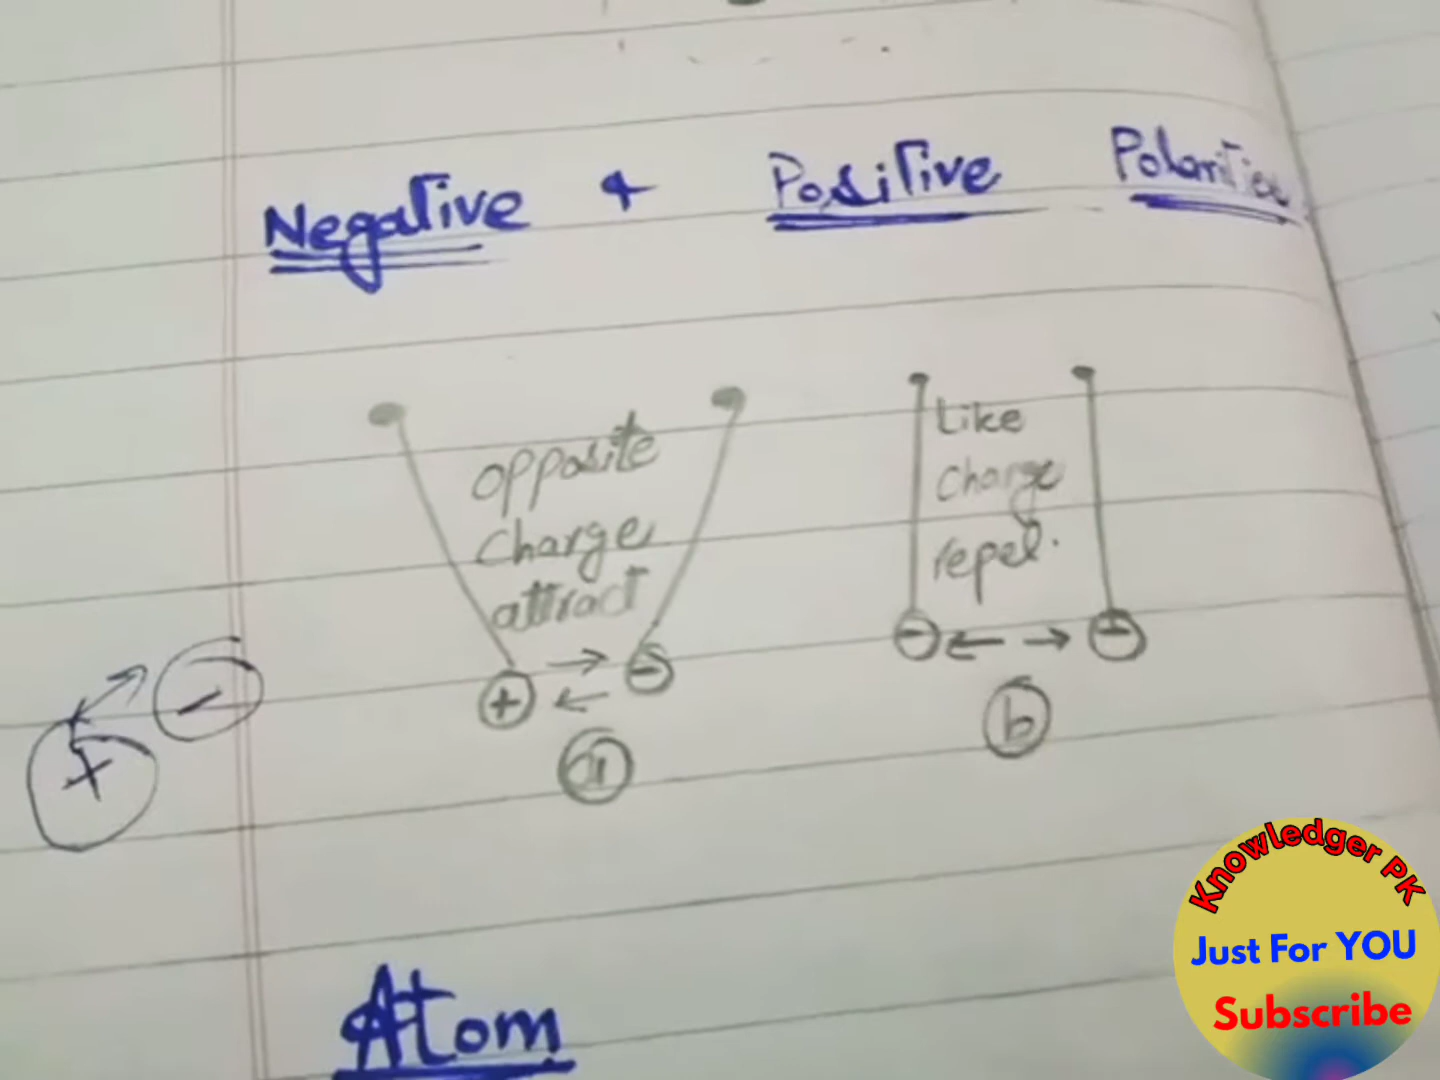 Negative + Positive Polarities
opposite
charge
attract
Like
charge
repel.
+ → ← -
- ← → -
a
b
+ -
Atom
Knowledger PK
Just For YOU
Subscribe